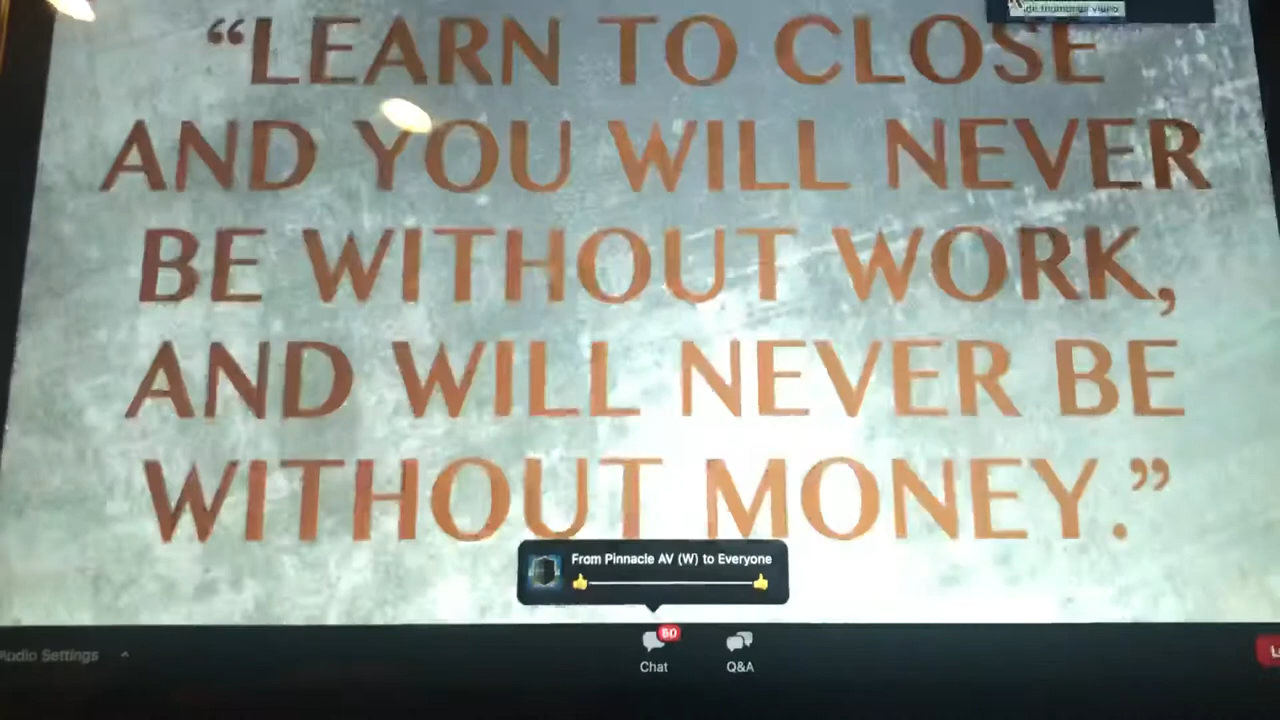 “LEARN TO CLOSE
AND YOU WILL NEVER
BE WITHOUT WORK,
AND WILL NEVER BE
WITHOUT MONEY.”
From Pinnacle AV (W) to Everyone
50
Chat
Q&A
Audio Settings